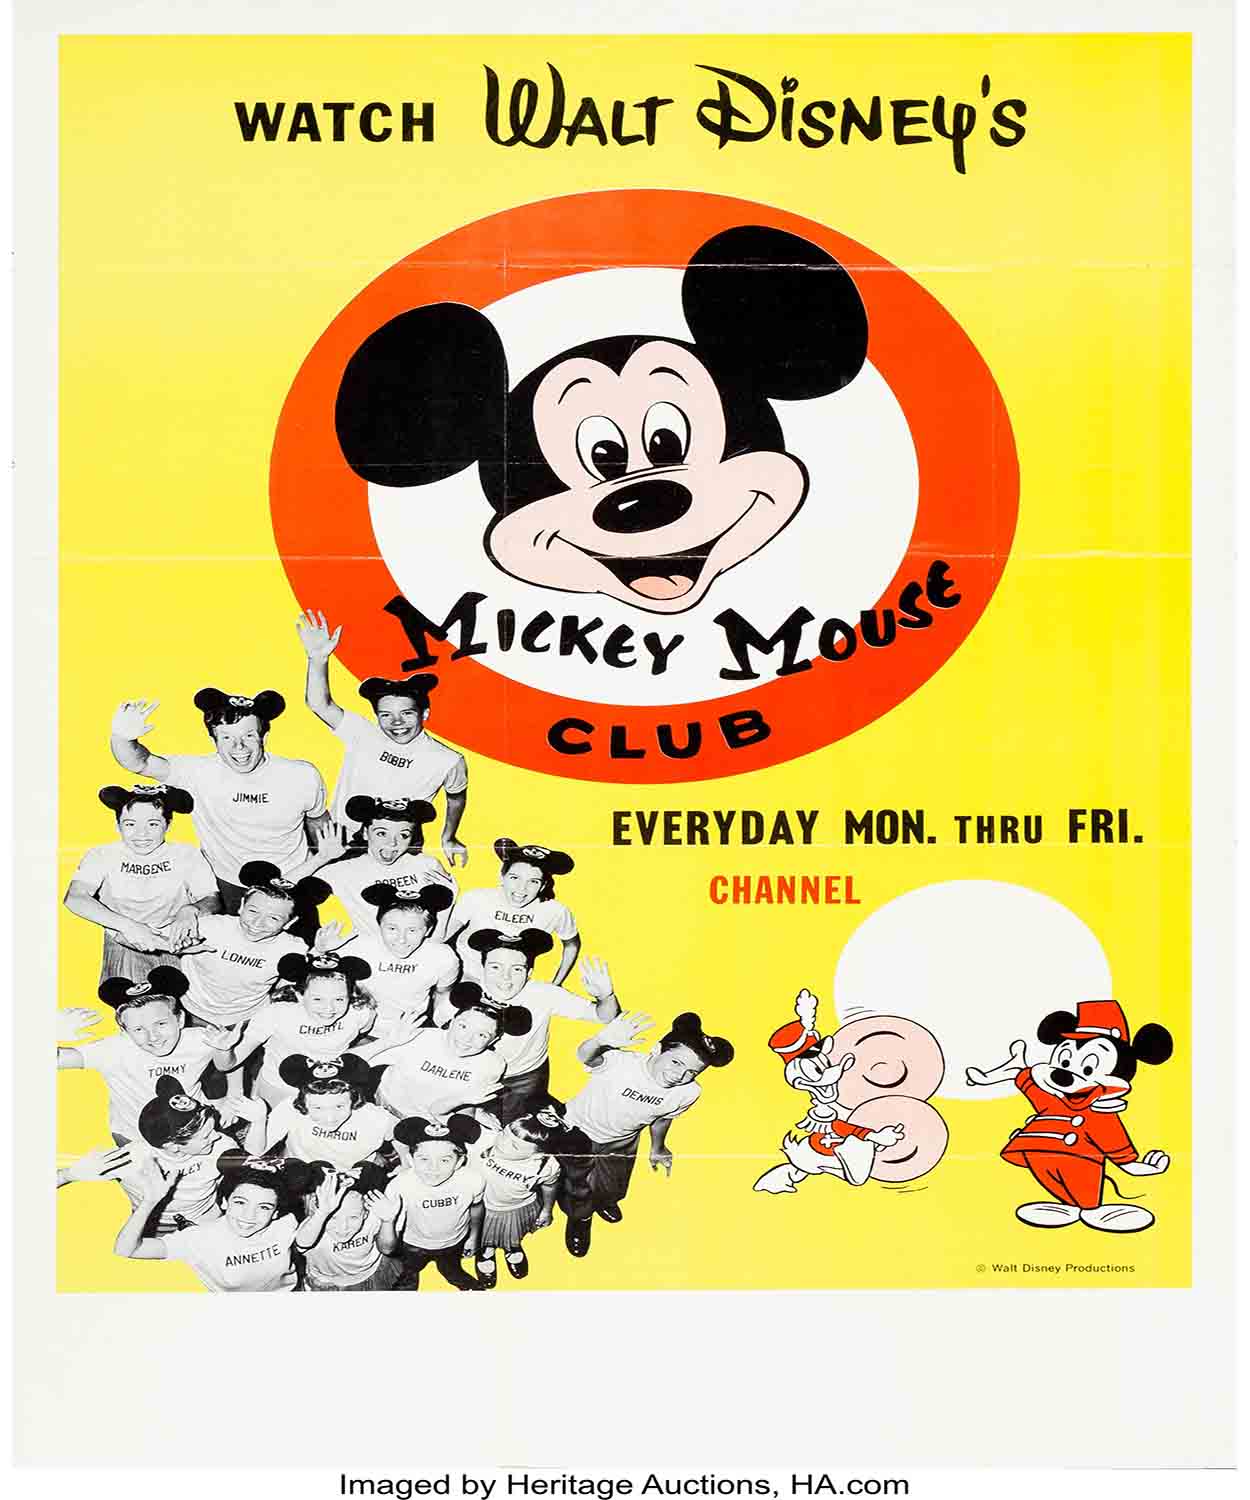 WATCH WALT DISNEY'S
MICKEY MOUSE
CLUB
EVERYDAY MON. THRU FRI.
CHANNEL
BOBBY
JIMMIE
MARGENE
DOREEN
EILEEN
LONNIE
LARRY
CHERYL
TOMMY
DARLENE
DENNIS
SHARON
SHERRY
CUBBY
KAREN
ANNETTE
© Walt Disney Productions
Imaged by Heritage Auctions, HA.com